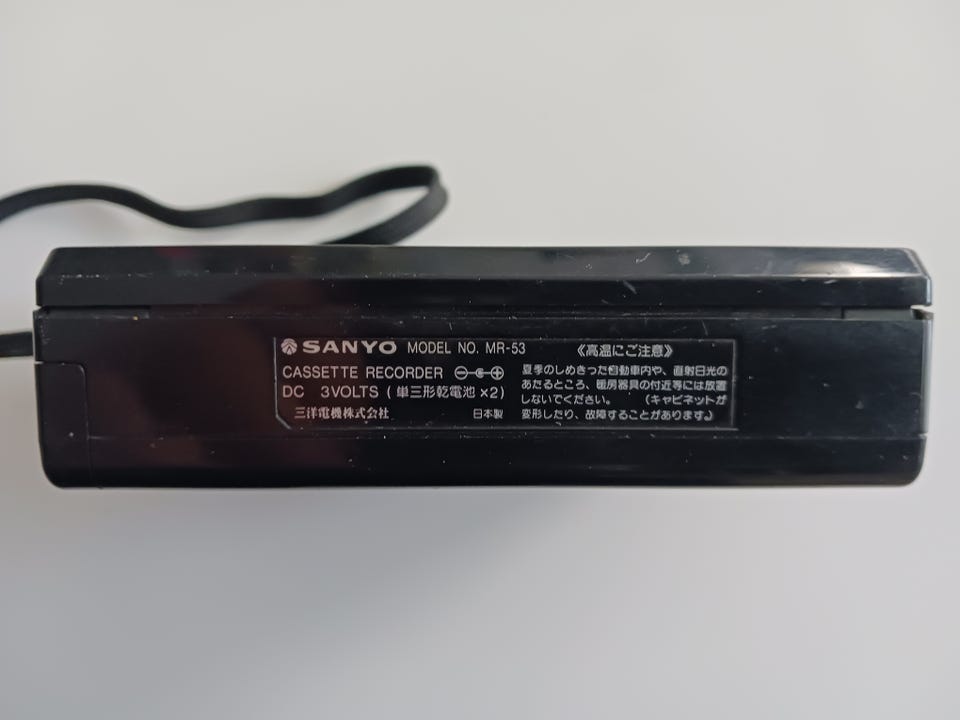 SANYO MODEL NO. MR-53
CASSETTE RECORDER
DC 3VOLTS (単三形乾電池×2)
三洋電機株式会社 日本製
《高温にご注意》
夏季のしめきった自動車内や、直射日光の
あたるところ、暖房器具の付近等には放置
しないでください。 (キャビネットが
変形したり、故障することがあります。)